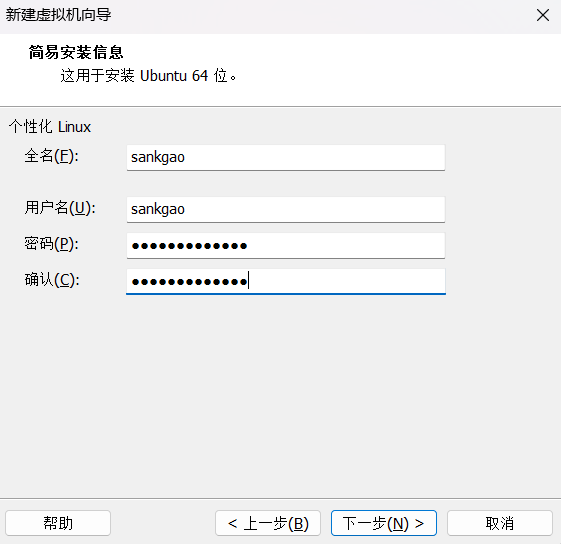 新建虚拟机向导
简易安装信息
这用于安装 Ubuntu 64 位。
个性化 Linux
全名(F): sankgao
用户名(U): sankgao
密码(P): ●●●●●●●●●●●●●
确认(C): ●●●●●●●●●●●●●
帮助 < 上一步(B) 下一步(N) > 取消